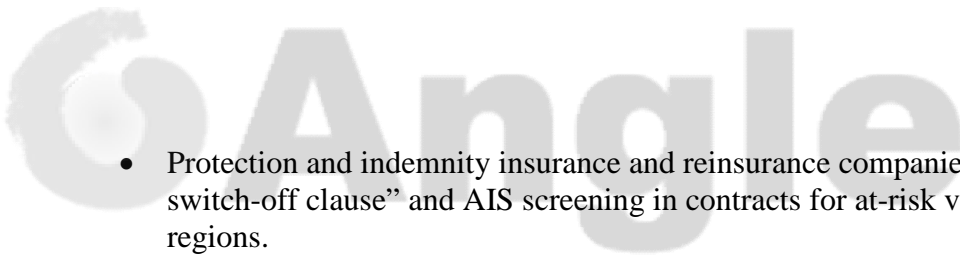 Angle
• Protection and indemnity insurance and reinsurance companie
switch-off clause” and AIS screening in contracts for at-risk v
regions.